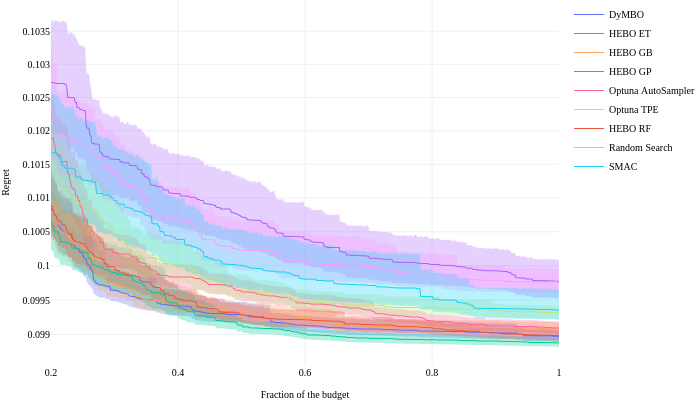 0.1035
0.103
0.1025
0.102
0.1015
0.101
0.1005
0.1
0.0995
0.099
Regret
0.2
0.4
0.6
0.8
1
Fraction of the budget
DyMBO
HEBO ET
HEBO GB
HEBO GP
Optuna AutoSampler
Optuna TPE
HEBO RF
Random Search
SMAC